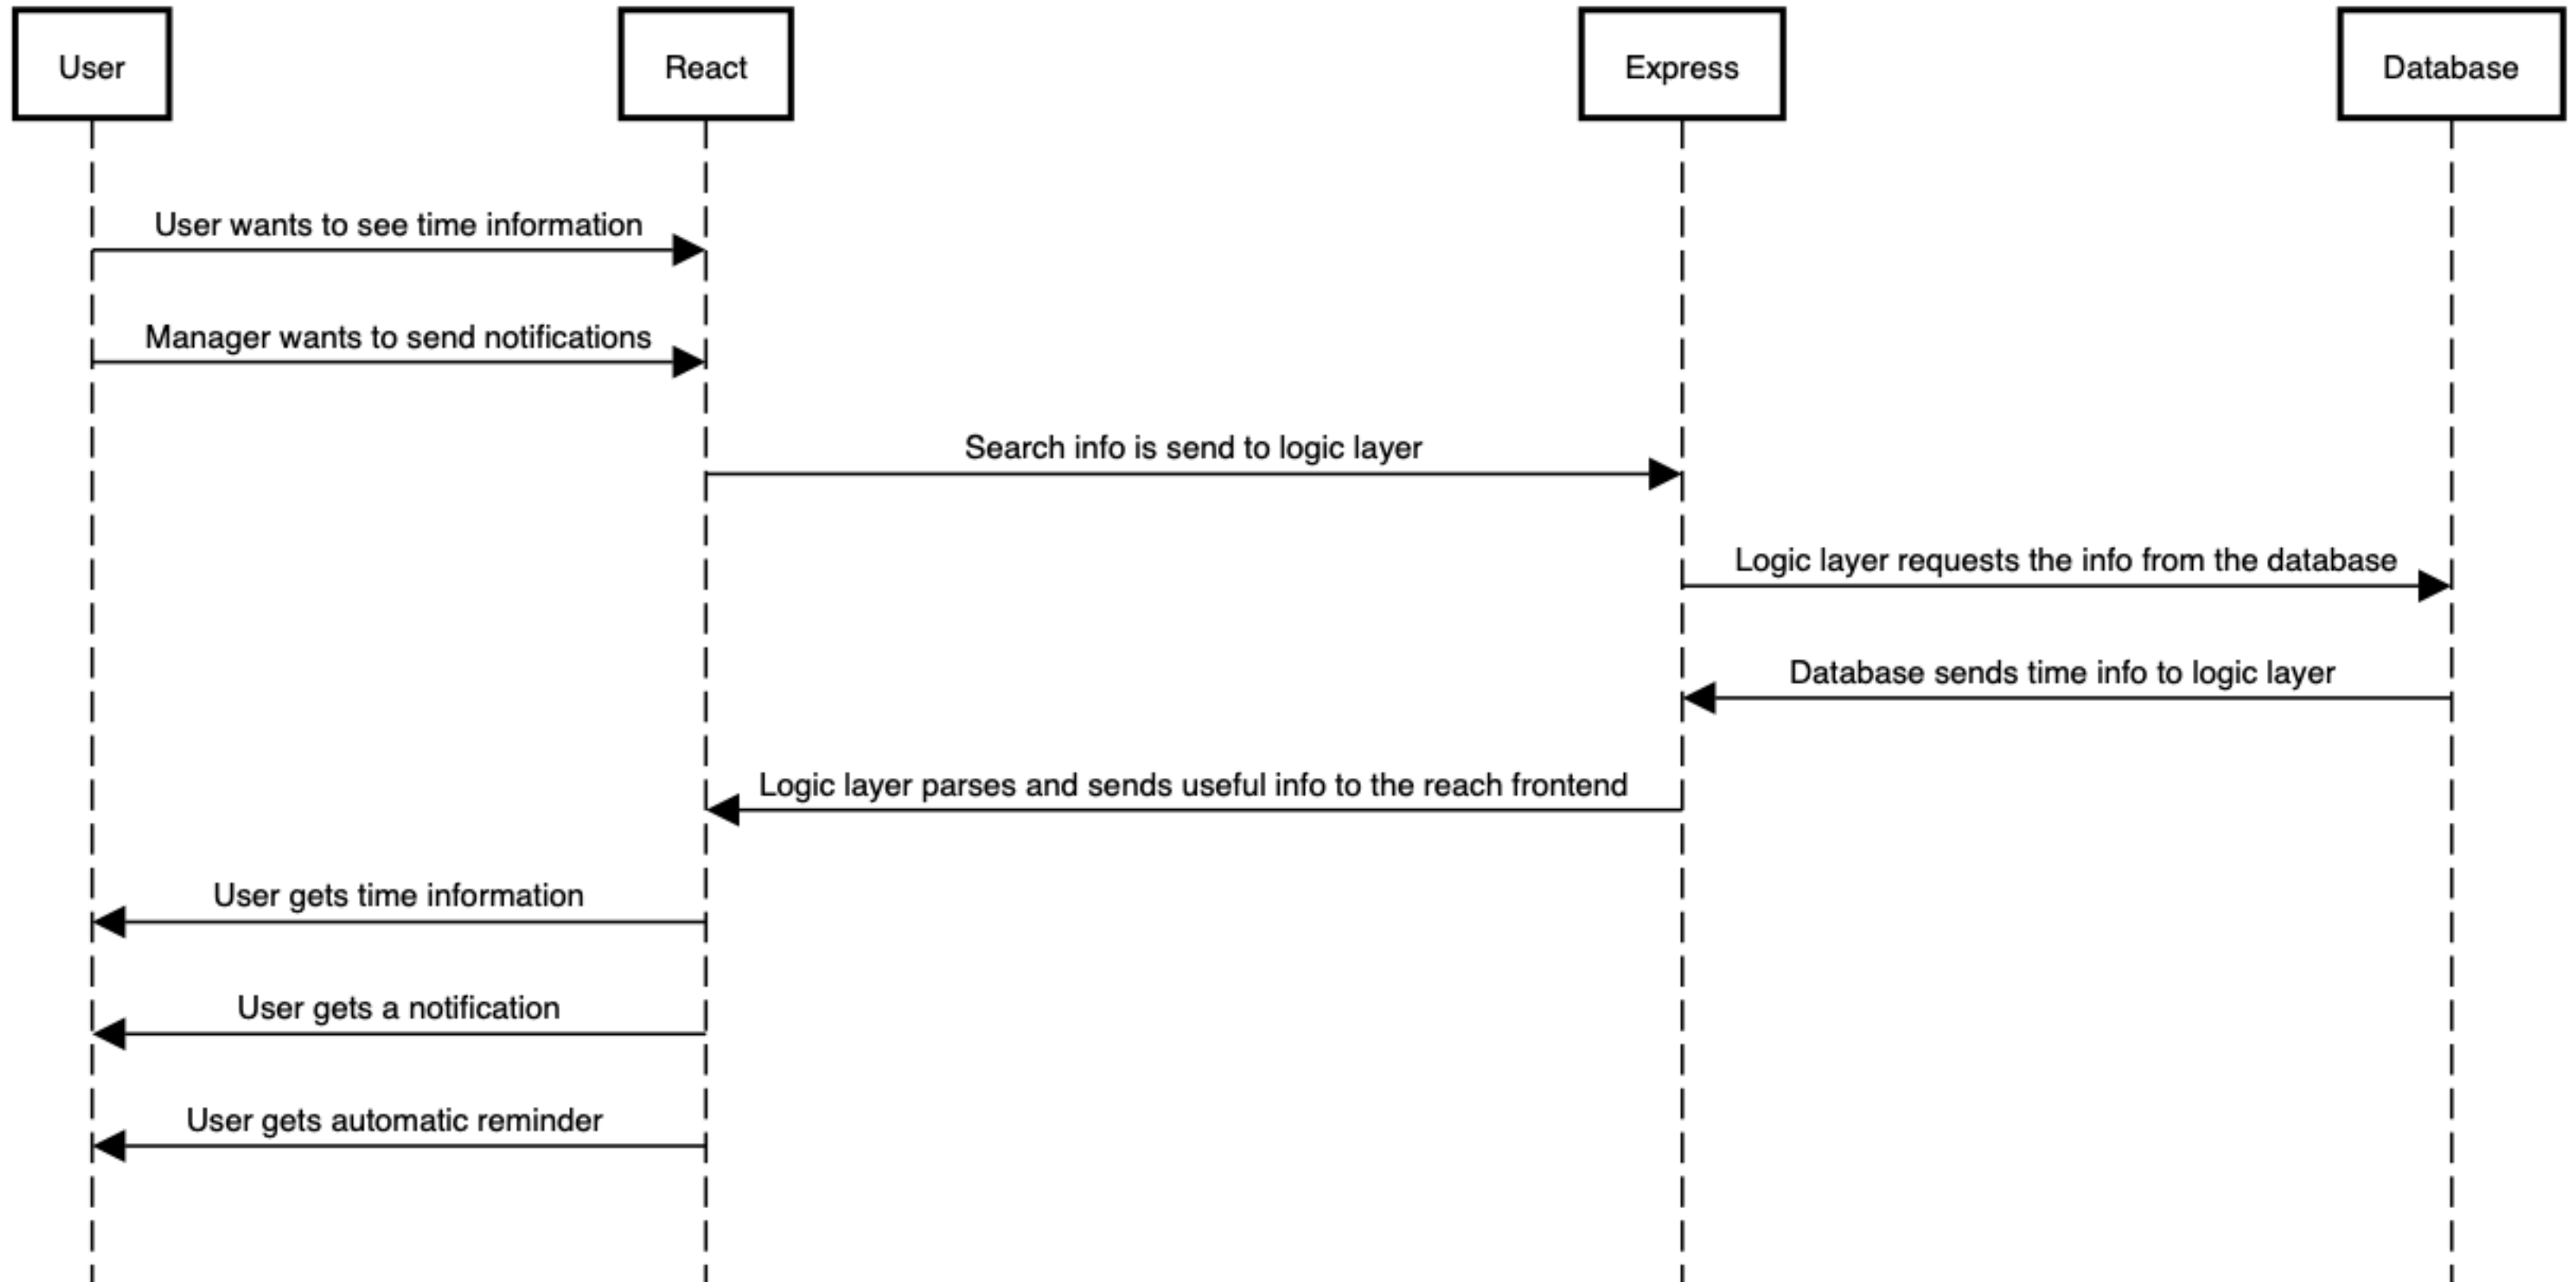 User
React
Express
Database
User wants to see time information
Manager wants to send notifications
Search info is send to logic layer
Logic layer requests the info from the database
Database sends time info to logic layer
Logic layer parses and sends useful info to the reach frontend
User gets time information
User gets a notification
User gets automatic reminder